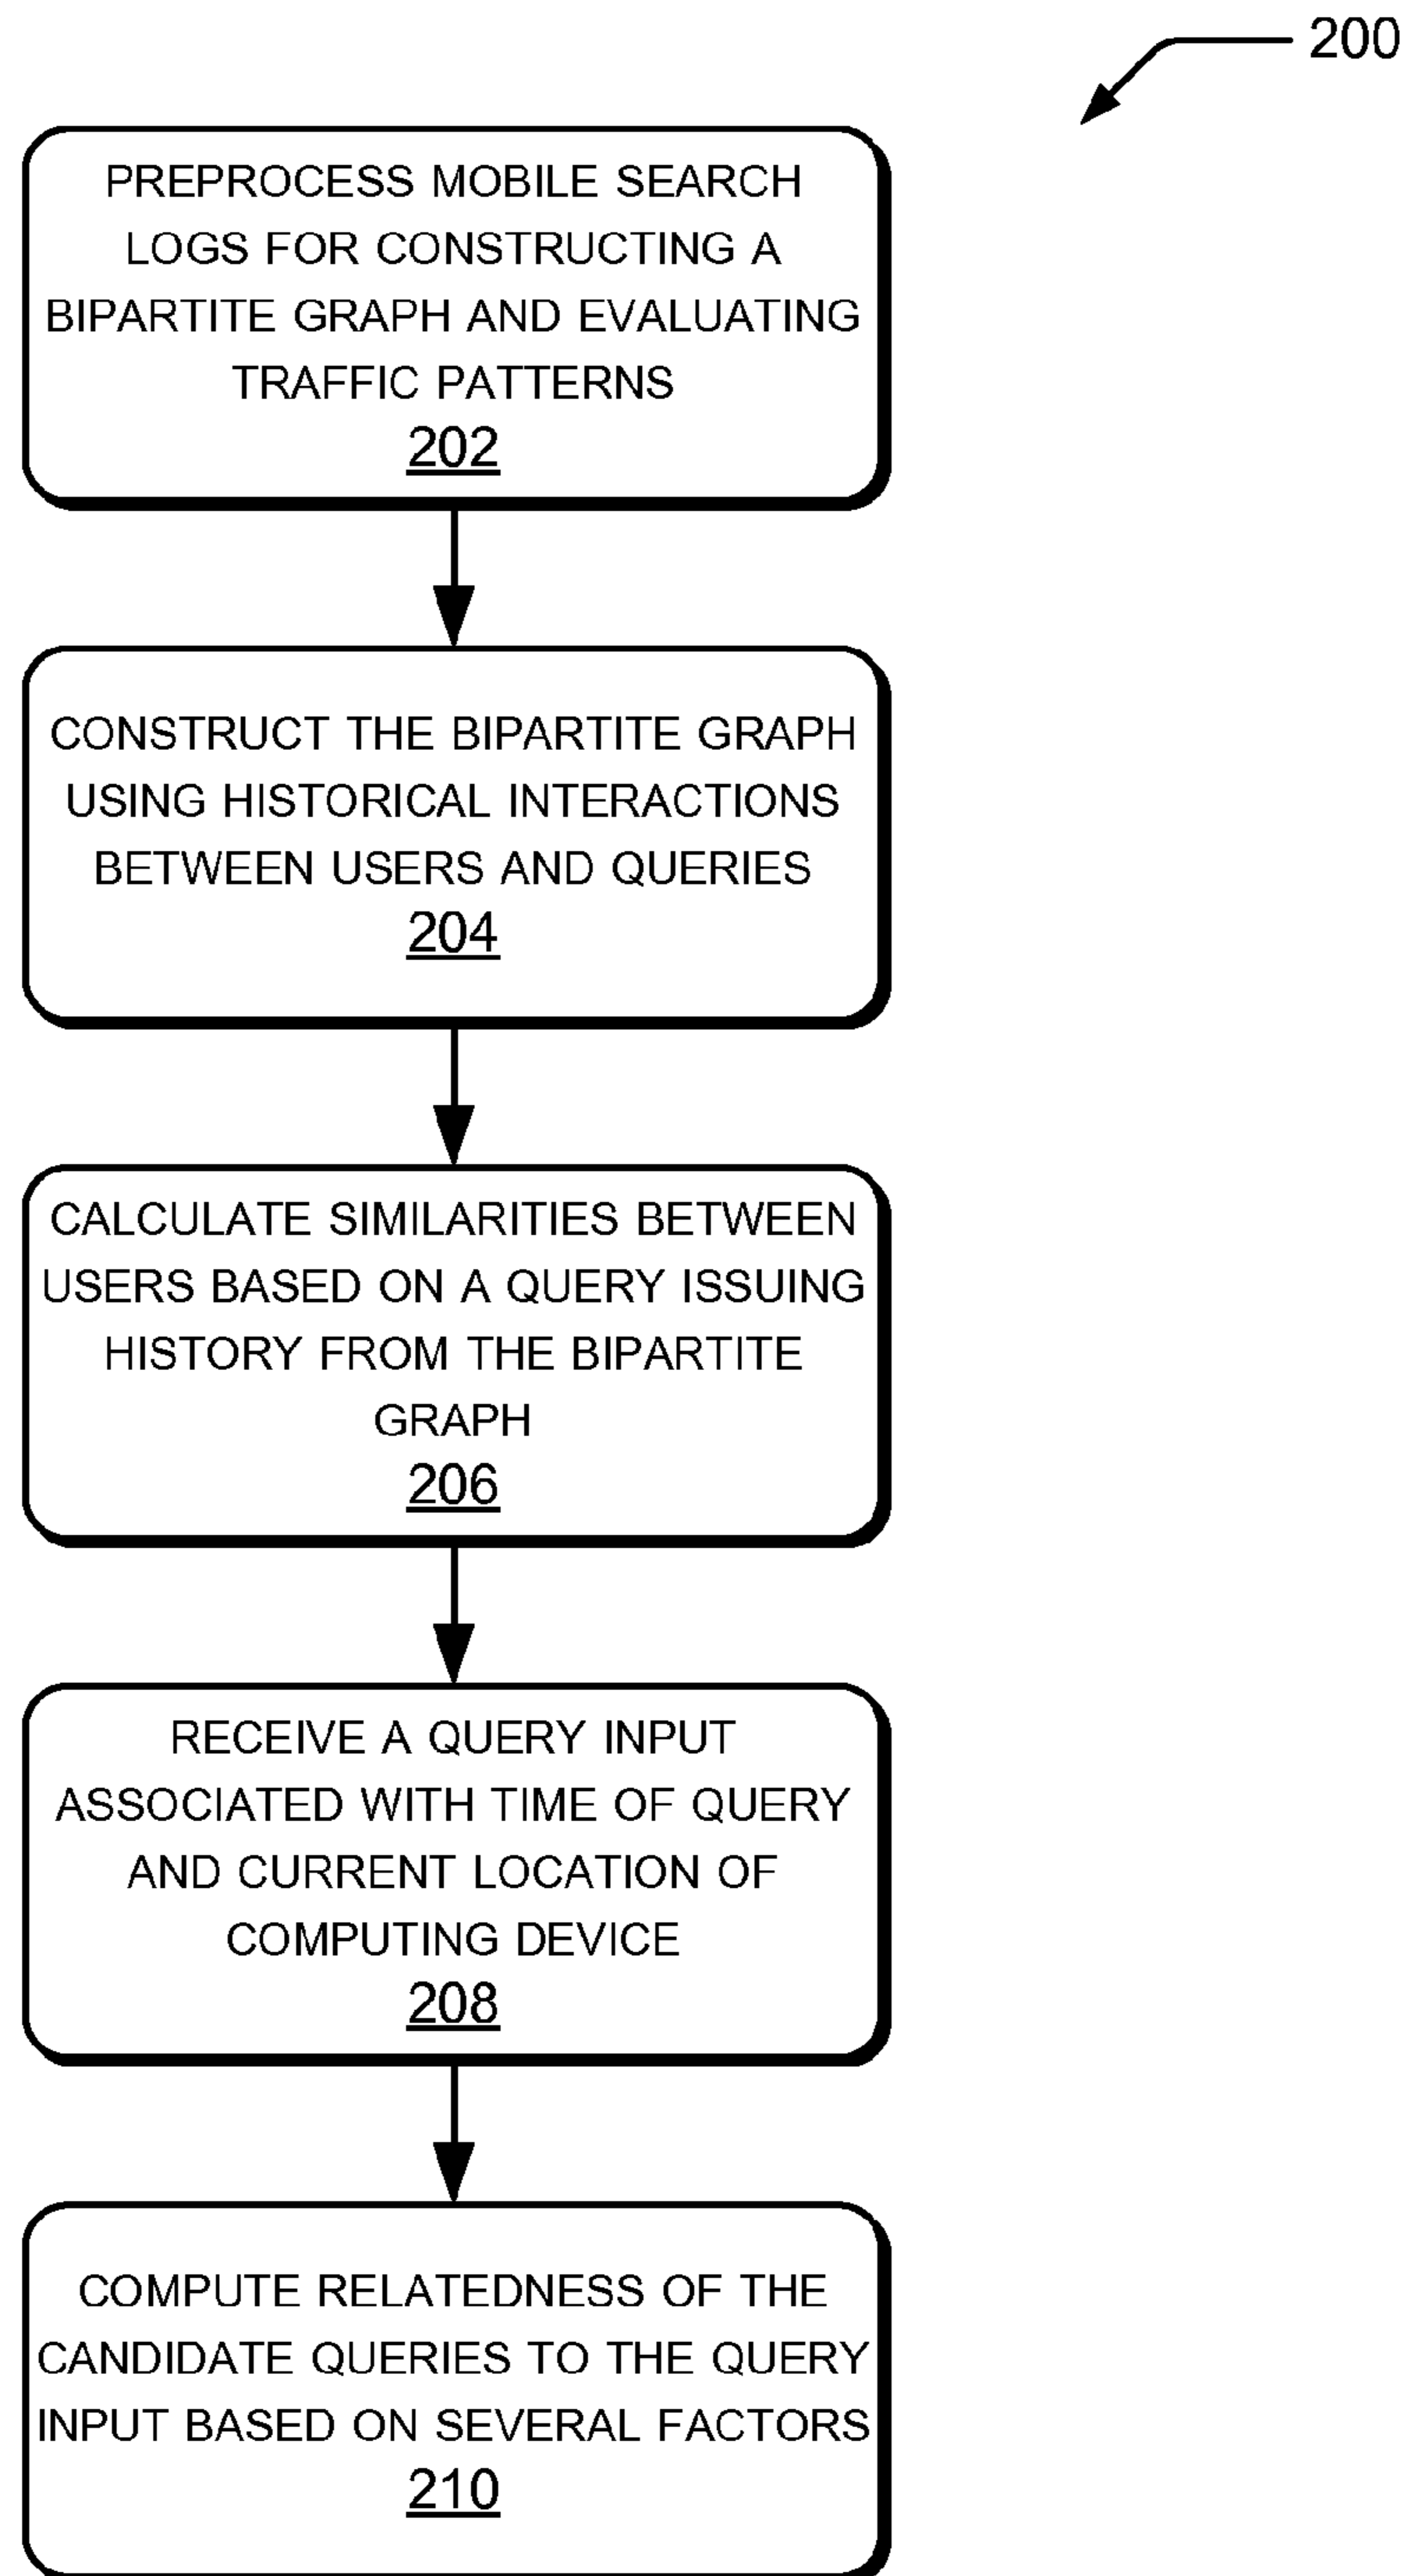 200
PREPROCESS MOBILE SEARCH
LOGS FOR CONSTRUCTING A
BIPARTITE GRAPH AND EVALUATING
TRAFFIC PATTERNS
202
CONSTRUCT THE BIPARTITE GRAPH
USING HISTORICAL INTERACTIONS
BETWEEN USERS AND QUERIES
204
CALCULATE SIMILARITIES BETWEEN
USERS BASED ON A QUERY ISSUING
HISTORY FROM THE BIPARTITE
GRAPH
206
RECEIVE A QUERY INPUT
ASSOCIATED WITH TIME OF QUERY
AND CURRENT LOCATION OF
COMPUTING DEVICE
208
COMPUTE RELATEDNESS OF THE
CANDIDATE QUERIES TO THE QUERY
INPUT BASED ON SEVERAL FACTORS
210